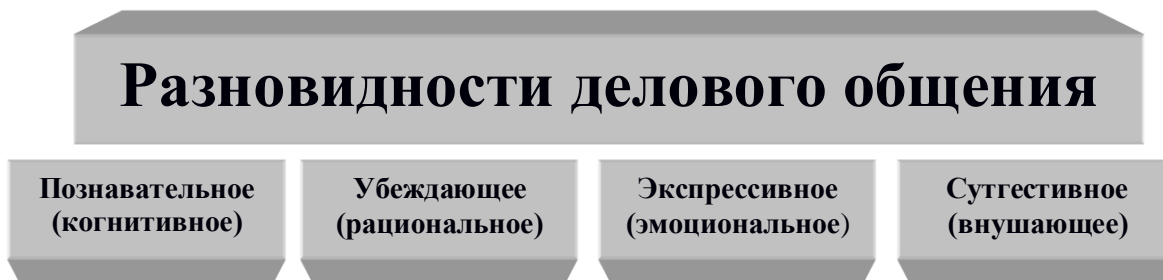 Разновидности делового общения
Познавательное
(когнитивное)
Убеждающее
(рациональное)
Экспрессивное
(эмоциональное)
Сутгестивное
(внушающее)